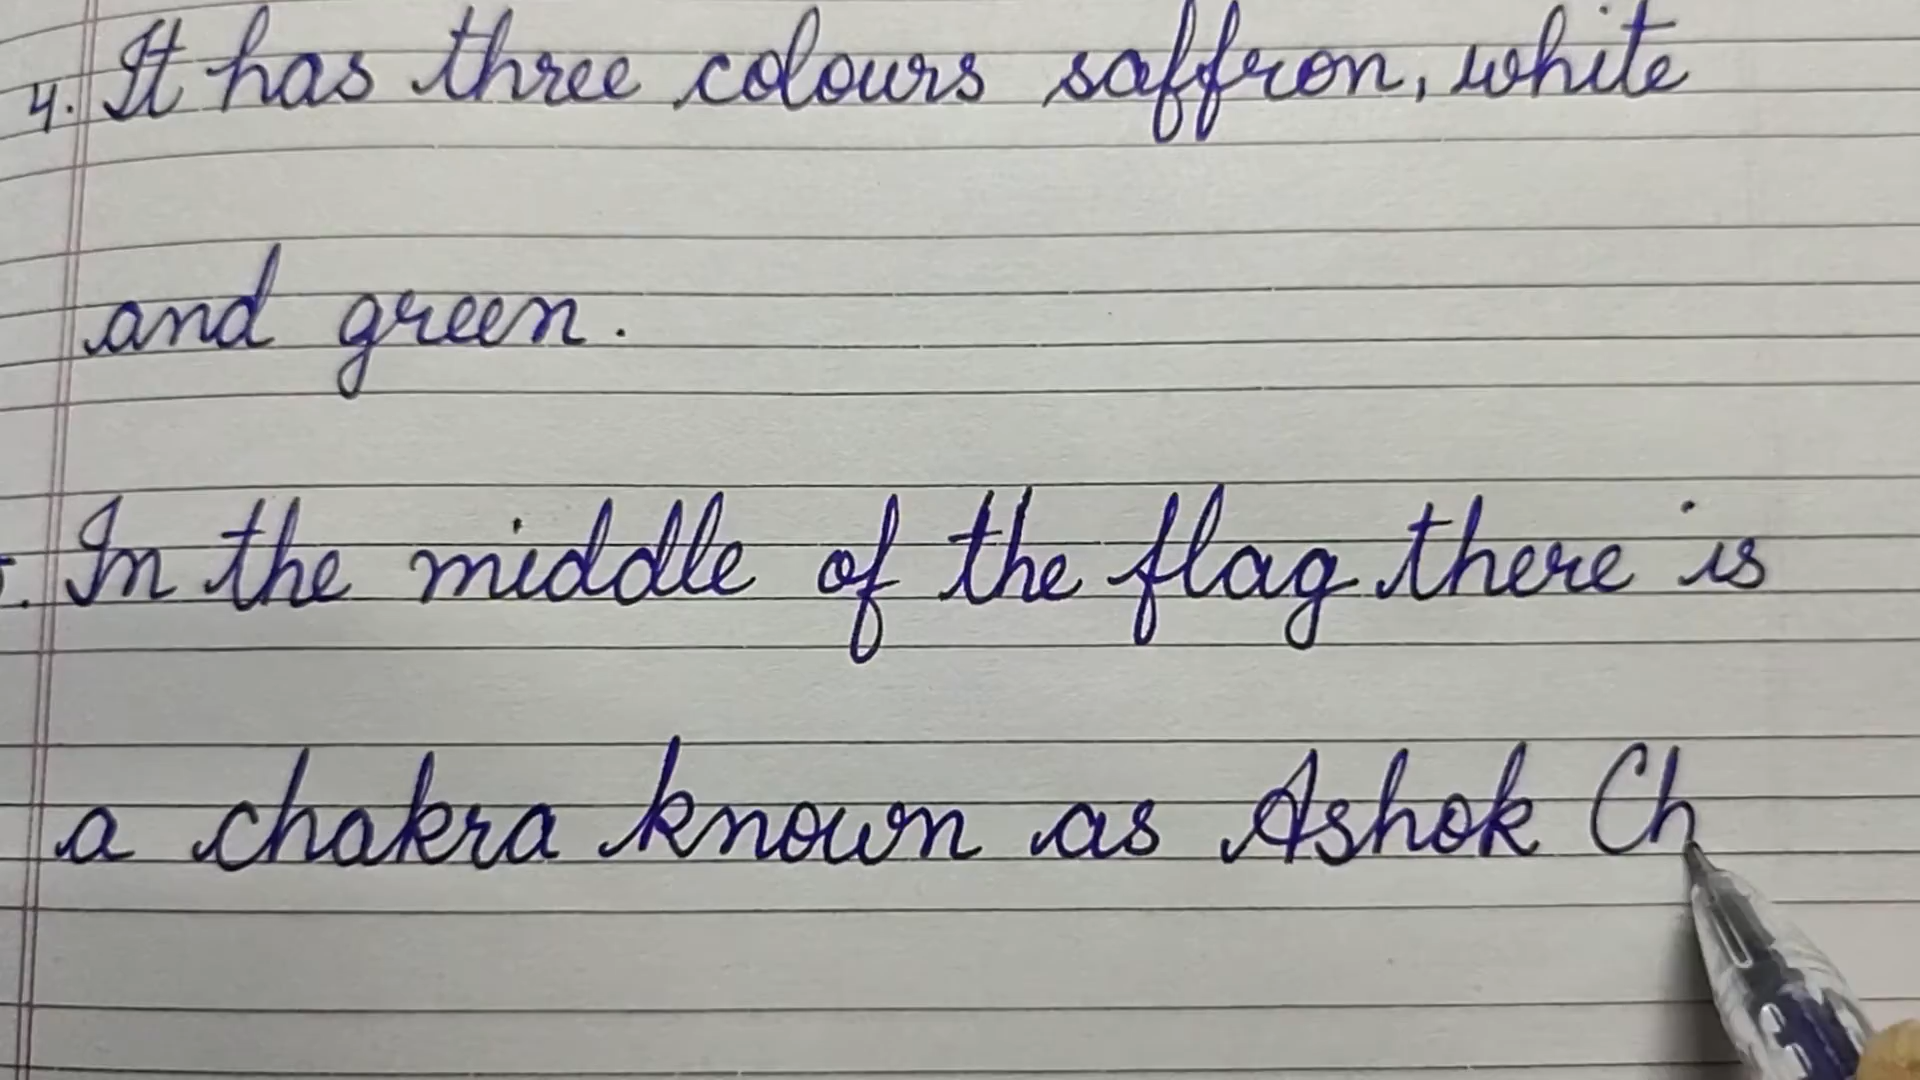 4. It has three colours saffron, white
and green.
. In the middle of the flag there is
a chakra known as Ashok Ch